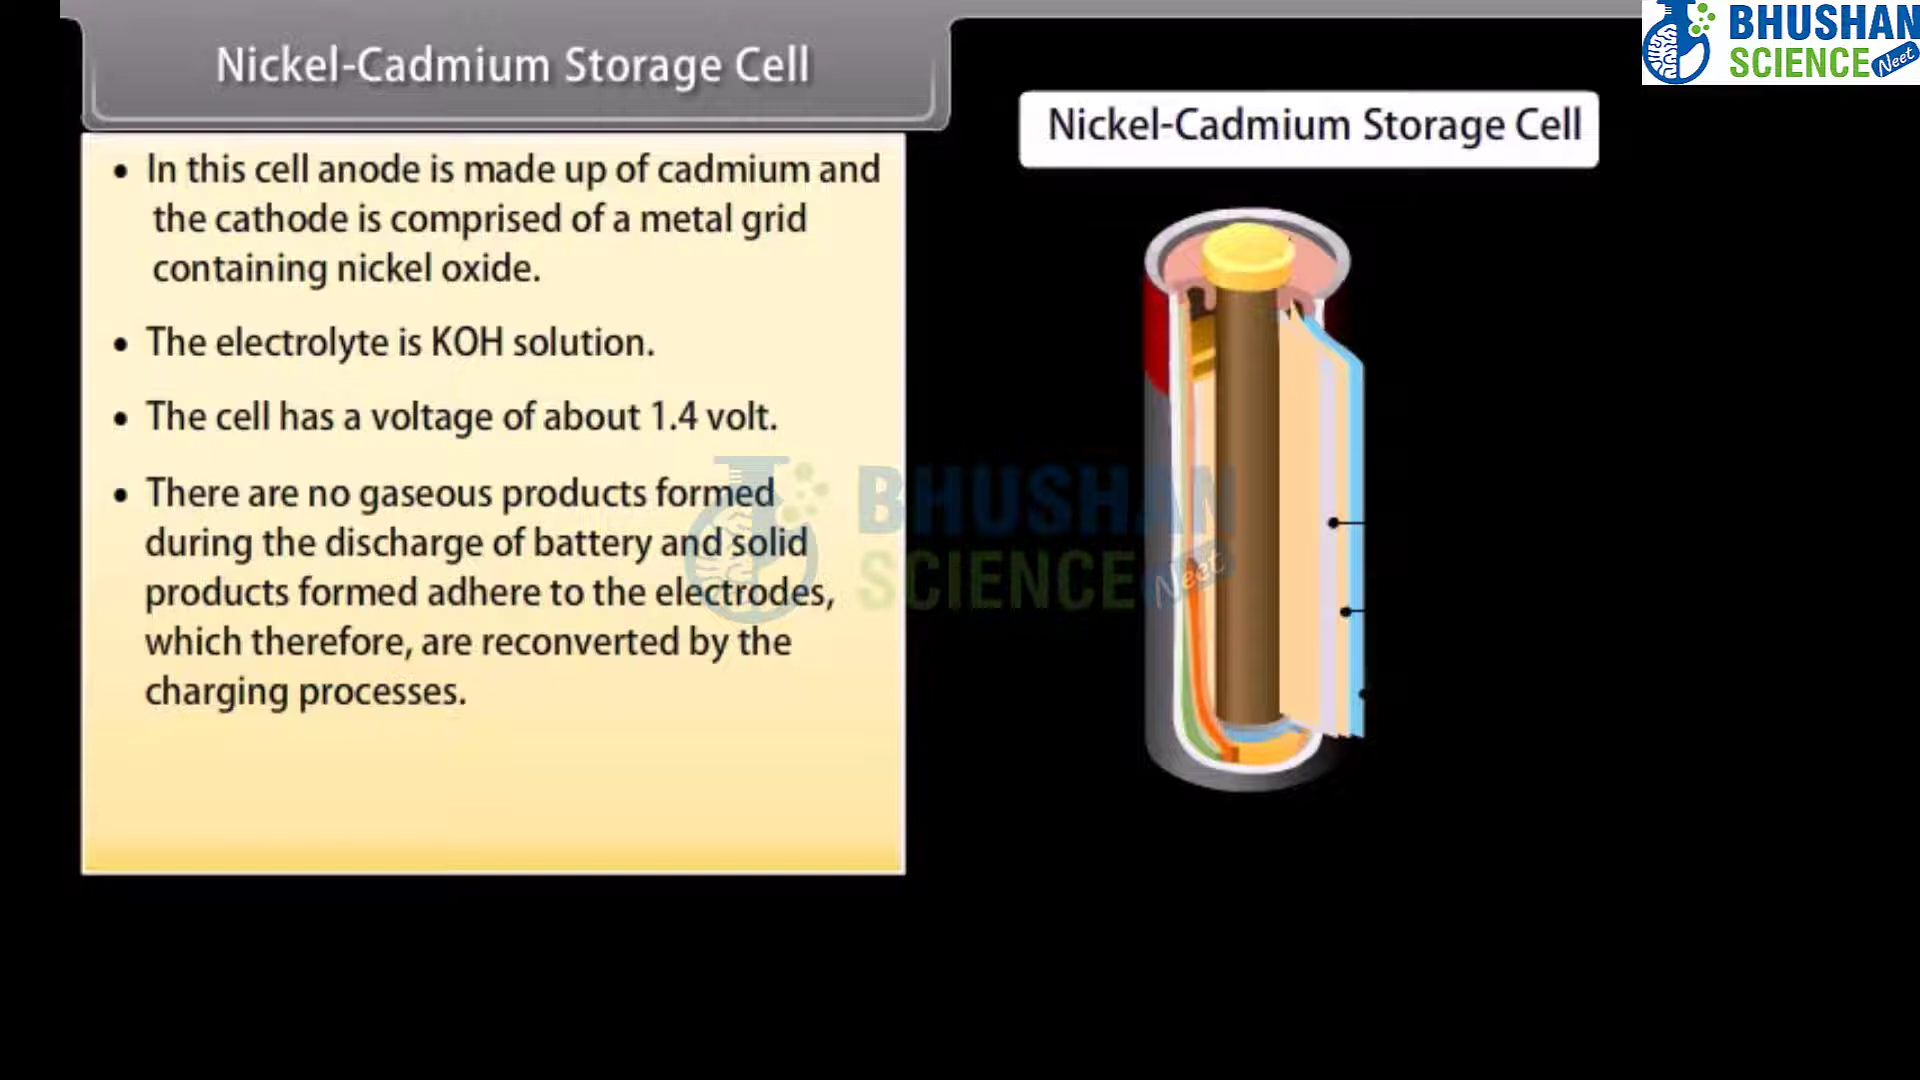 Nickel-Cadmium Storage Cell
BHUSHAN
SCIENCE Neet
Nickel-Cadmium Storage Cell
• In this cell anode is made up of cadmium and
the cathode is comprised of a metal grid
containing nickel oxide.
• The electrolyte is KOH solution.
• The cell has a voltage of about 1.4 volt.
• There are no gaseous products formed
during the discharge of battery and solid
products formed adhere to the electrodes,
which therefore, are reconverted by the
charging processes.
BHUSHAN
SCIENCE Neet